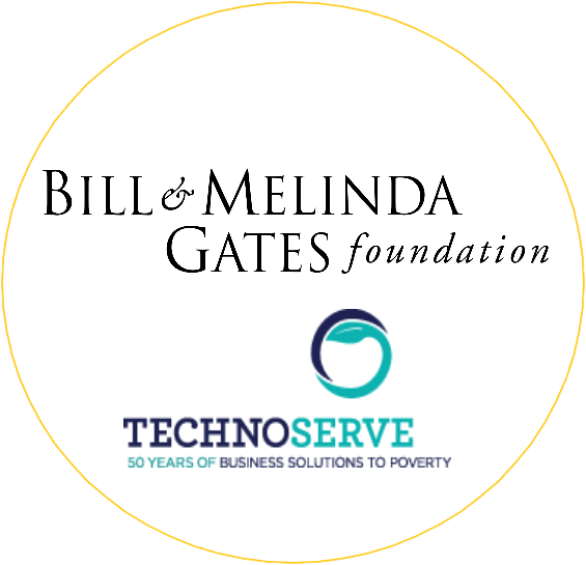 BILL & MELINDA
GATES foundation
TECHNOSERVE
50 YEARS OF BUSINESS SOLUTIONS TO POVERTY